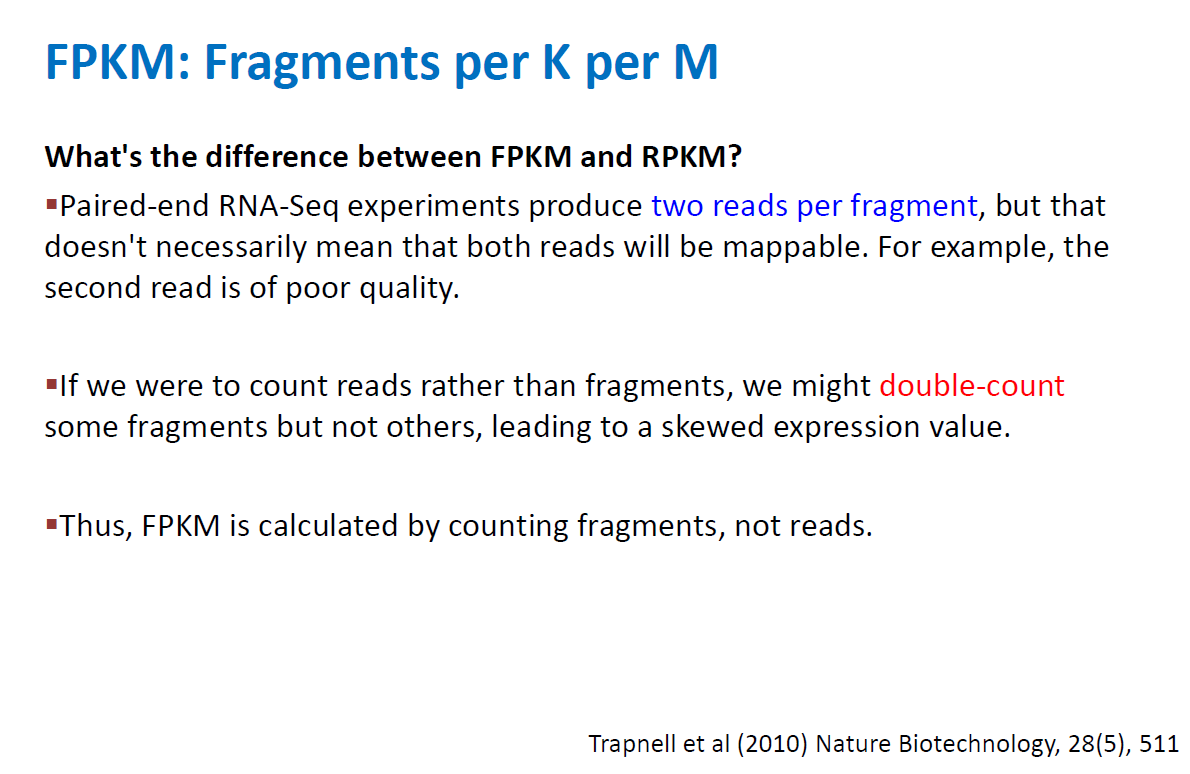 FPKM: Fragments per K per M
What's the difference between FPKM and RPKM?
▪Paired-end RNA-Seq experiments produce two reads per fragment, but that
doesn't necessarily mean that both reads will be mappable. For example, the
second read is of poor quality.
▪If we were to count reads rather than fragments, we might double-count
some fragments but not others, leading to a skewed expression value.
▪Thus, FPKM is calculated by counting fragments, not reads.
Trapnell et al (2010) Nature Biotechnology, 28(5), 511